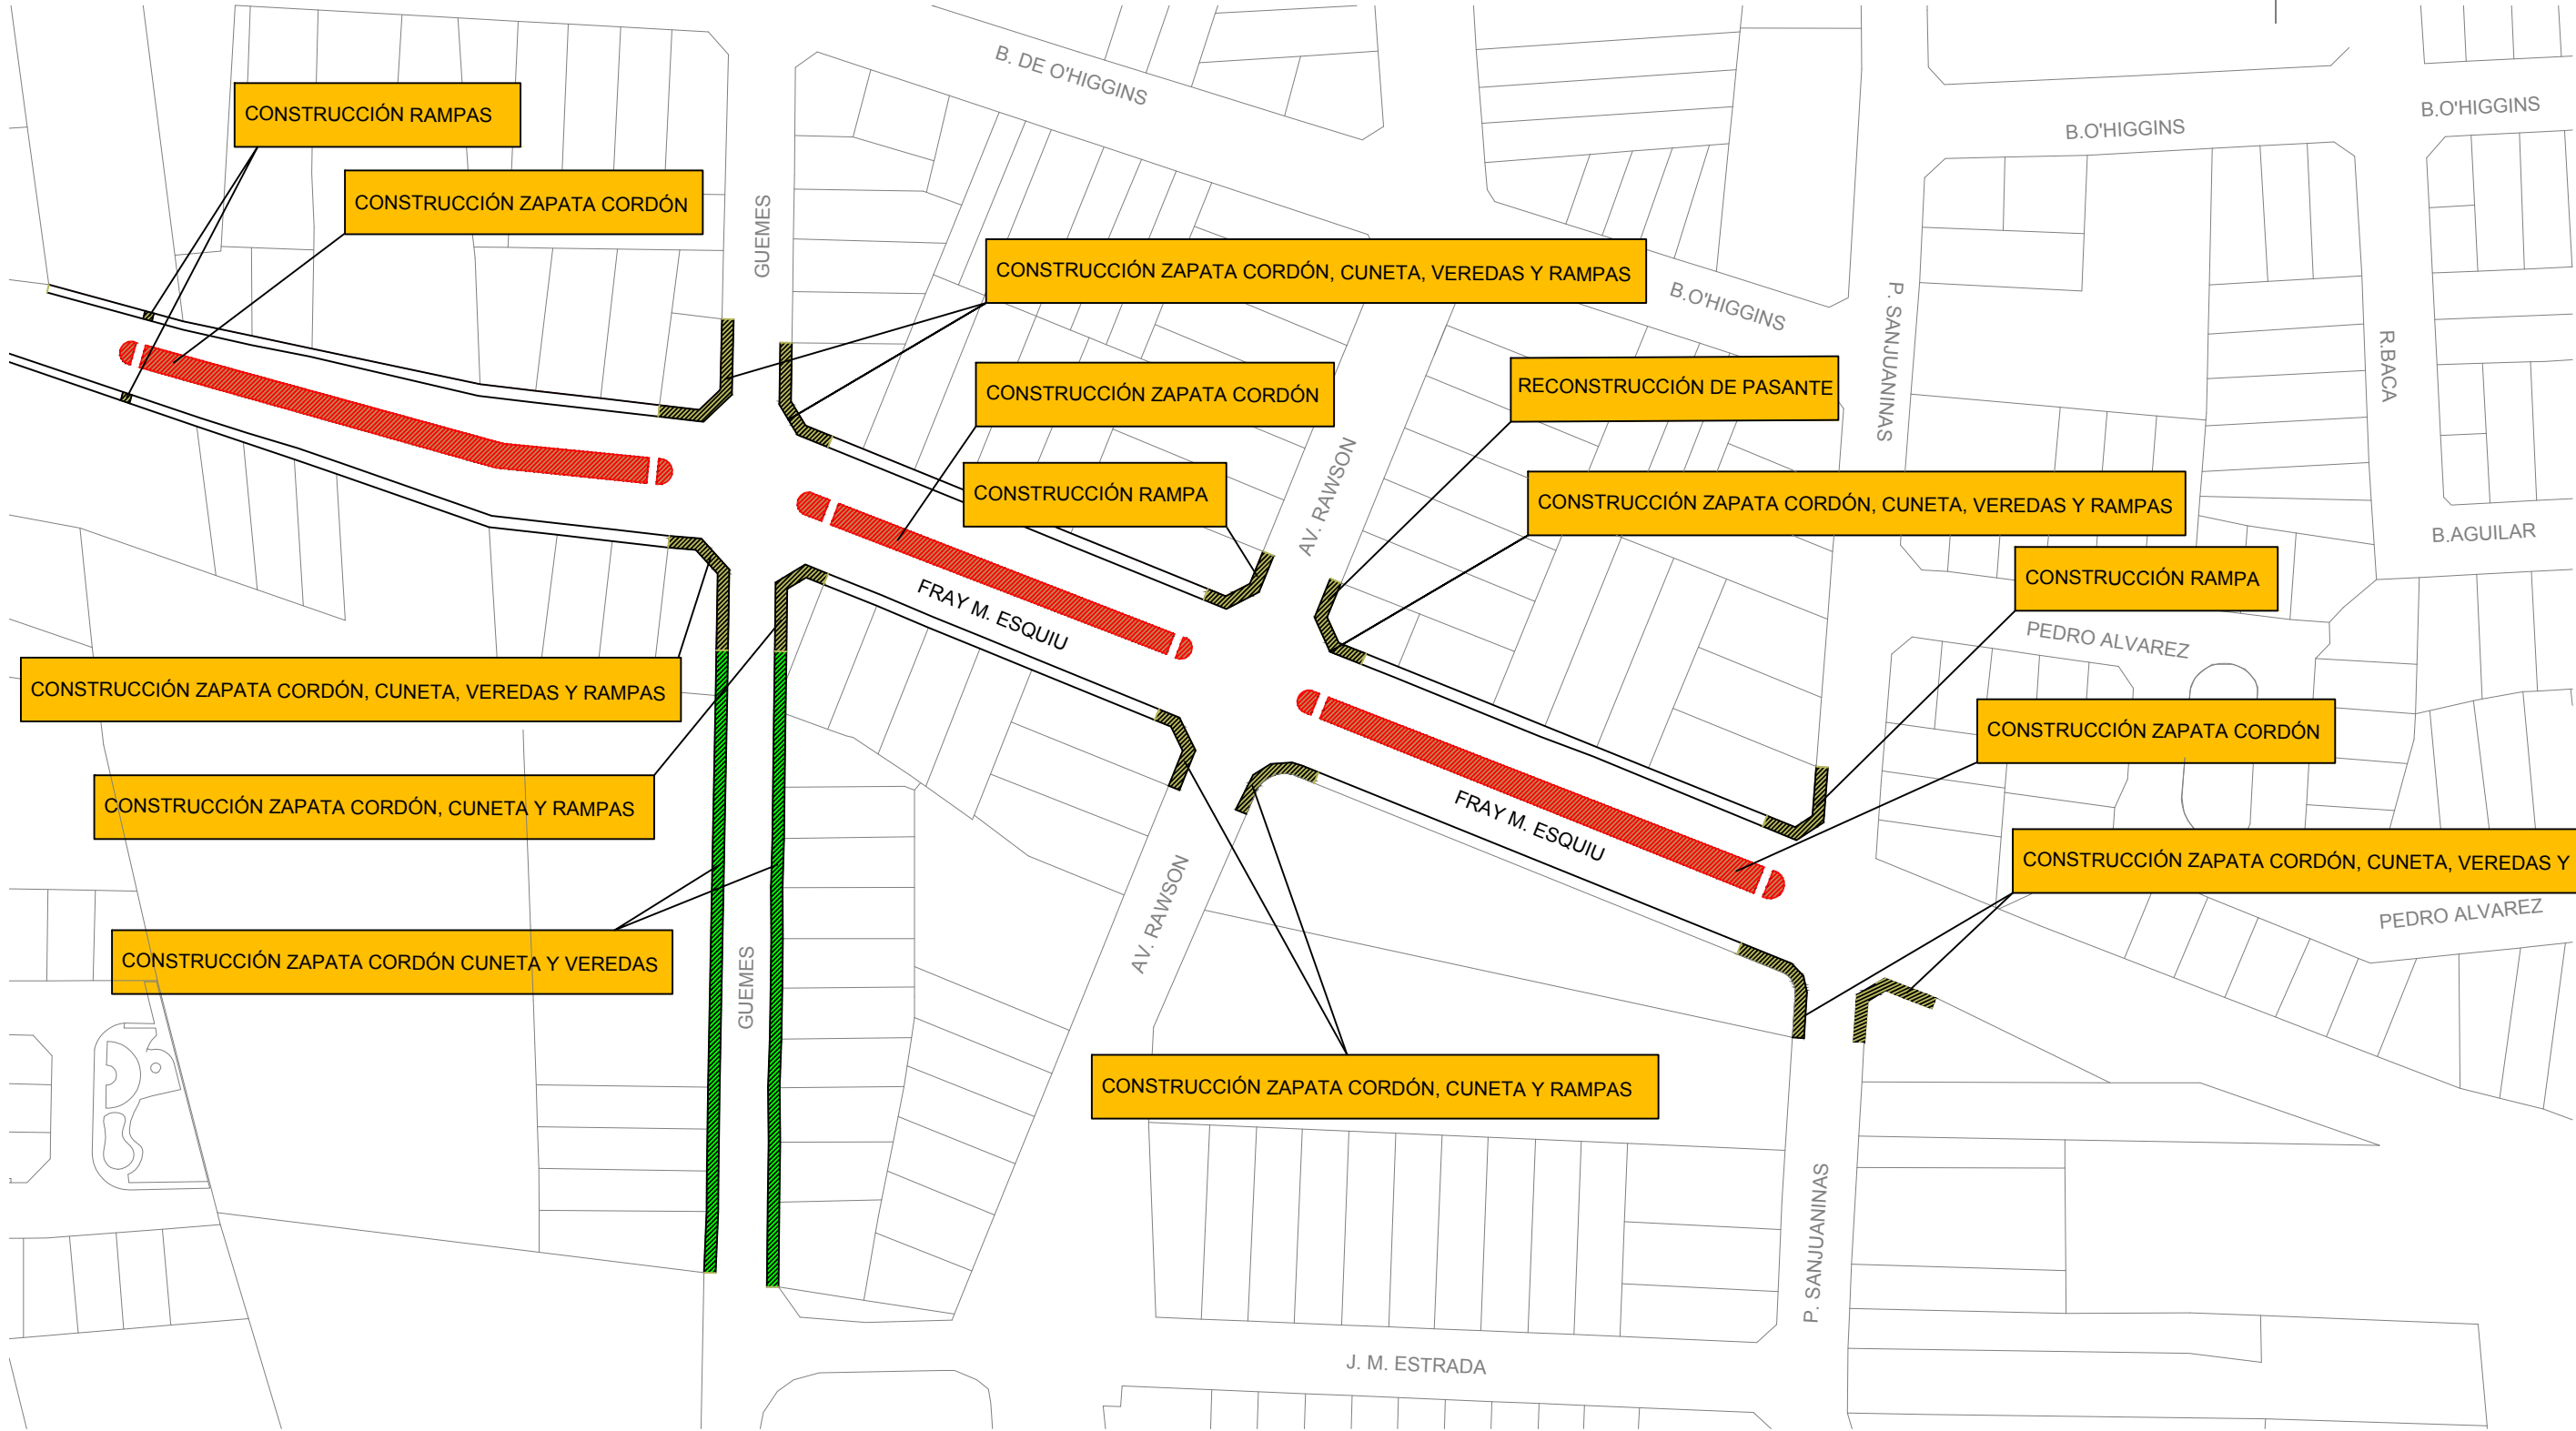 B. DE O'HIGGINS
B.O'HIGGINS
B.O'HIGGINS
CONSTRUCCIÓN RAMPAS
CONSTRUCCIÓN ZAPATA CORDÓN
GUEMES
CONSTRUCCIÓN ZAPATA CORDÓN, CUNETA, VEREDAS Y RAMPAS
B.O'HIGGINS
P. SANJUANINAS
R.BACA
CONSTRUCCIÓN ZAPATA CORDÓN
RECONSTRUCCIÓN DE PASANTE
CONSTRUCCIÓN RAMPA
AV. RAWSON
CONSTRUCCIÓN ZAPATA CORDÓN, CUNETA, VEREDAS Y RAMPAS
B.AGUILAR
CONSTRUCCIÓN RAMPA
FRAY M. ESQUIU
PEDRO ALVAREZ
CONSTRUCCIÓN ZAPATA CORDÓN, CUNETA, VEREDAS Y RAMPAS
CONSTRUCCIÓN ZAPATA CORDÓN
CONSTRUCCIÓN ZAPATA CORDÓN, CUNETA Y RAMPAS
FRAY M. ESQUIU
CONSTRUCCIÓN ZAPATA CORDÓN, CUNETA, VEREDAS Y
AV. RAWSON
PEDRO ALVAREZ
CONSTRUCCIÓN ZAPATA CORDÓN CUNETA Y VEREDAS
GUEMES
CONSTRUCCIÓN ZAPATA CORDÓN, CUNETA Y RAMPAS
P. SANJUANINAS
J. M. ESTRADA